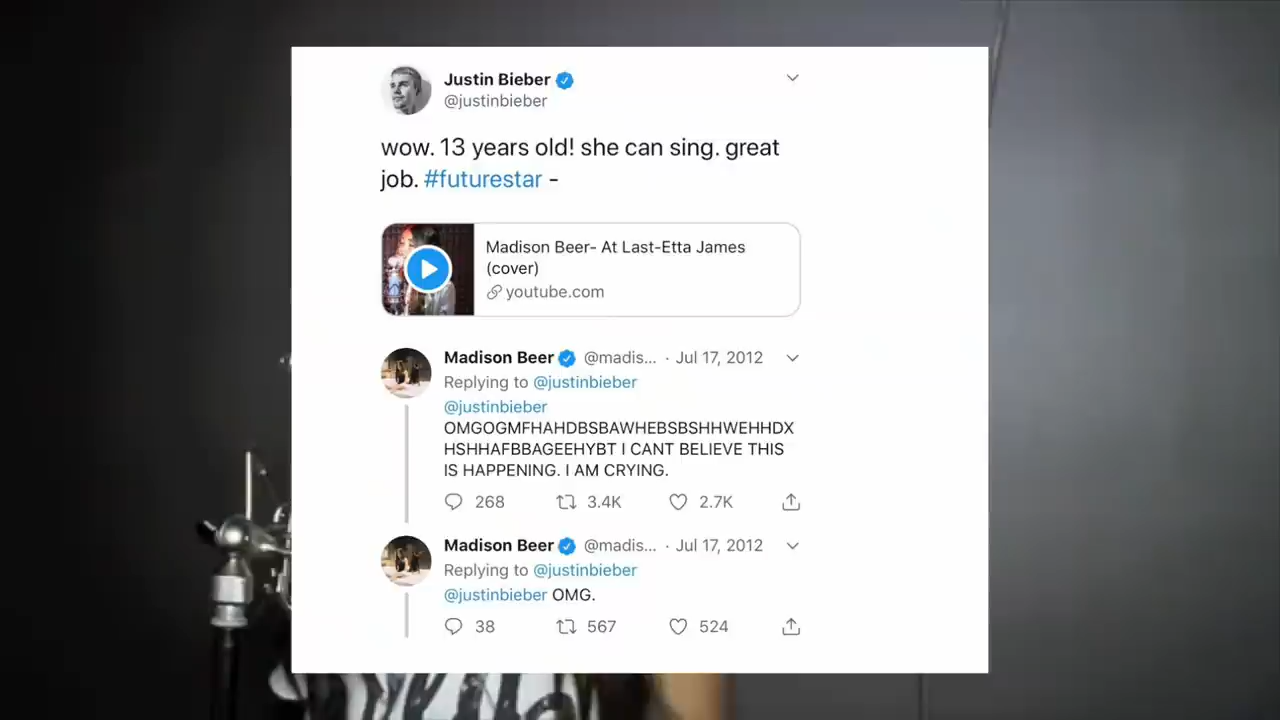 Justin Bieber
@justinbieber
wow. 13 years old! she can sing. great
job. #futurestar -
Madison Beer- At Last-Etta James
(cover)
youtube.com
Madison Beer @madis... · Jul 17, 2012
Replying to @justinbieber
@justinbieber
OMGOGMFHAHDBSBAWHEBSBSHHWEHHDX
HSHHAFBBAGEEHYBT I CANT BELIEVE THIS
IS HAPPENING. I AM CRYING.
268 3.4K 2.7K
Madison Beer @madis... · Jul 17, 2012
Replying to @justinbieber
@justinbieber OMG.
38 567 524